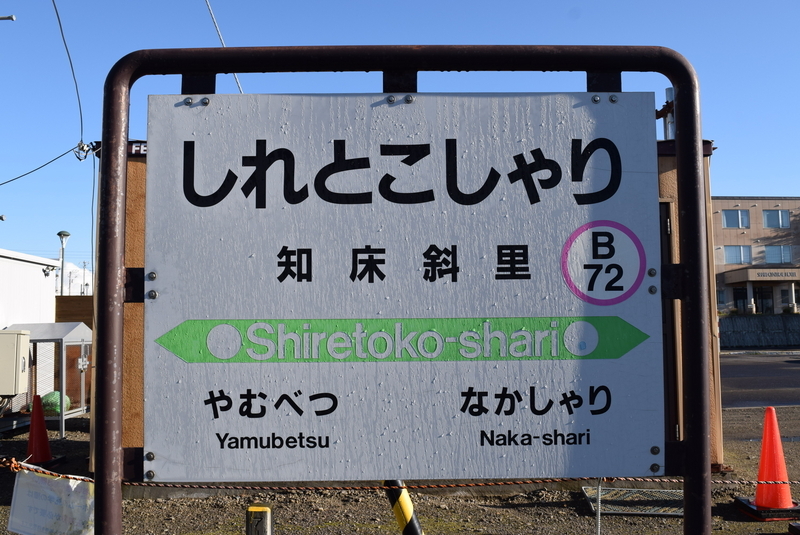 しれとこしゃり
知床斜里
B
72
Shiretoko-shari
やむべつ
なかしゃり
Yamubetsu
Naka-shari